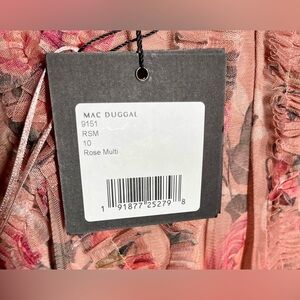 MAC DUGGAL
9151
RSM
10
Rose Multi
1 91877 25279 8